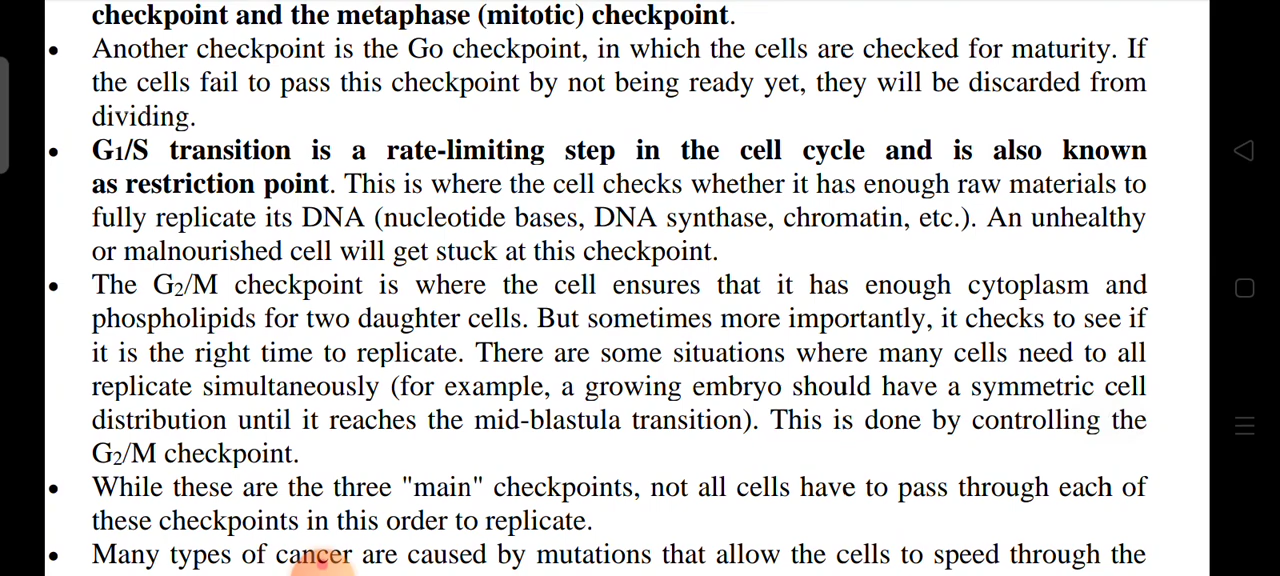 checkpoint and the metaphase (mitotic) checkpoint.
• Another checkpoint is the Go checkpoint, in which the cells are checked for maturity. If
the cells fail to pass this checkpoint by not being ready yet, they will be discarded from
dividing.
• G1/S transition is a rate-limiting step in the cell cycle and is also known
as restriction point. This is where the cell checks whether it has enough raw materials to
fully replicate its DNA (nucleotide bases, DNA synthase, chromatin, etc.). An unhealthy
or malnourished cell will get stuck at this checkpoint.
• The G2/M checkpoint is where the cell ensures that it has enough cytoplasm and
phospholipids for two daughter cells. But sometimes more importantly, it checks to see if
it is the right time to replicate. There are some situations where many cells need to all
replicate simultaneously (for example, a growing embryo should have a symmetric cell
distribution until it reaches the mid-blastula transition). This is done by controlling the
G2/M checkpoint.
• While these are the three "main" checkpoints, not all cells have to pass through each of
these checkpoints in this order to replicate.
• Many types of cancer are caused by mutations that allow the cells to speed through the